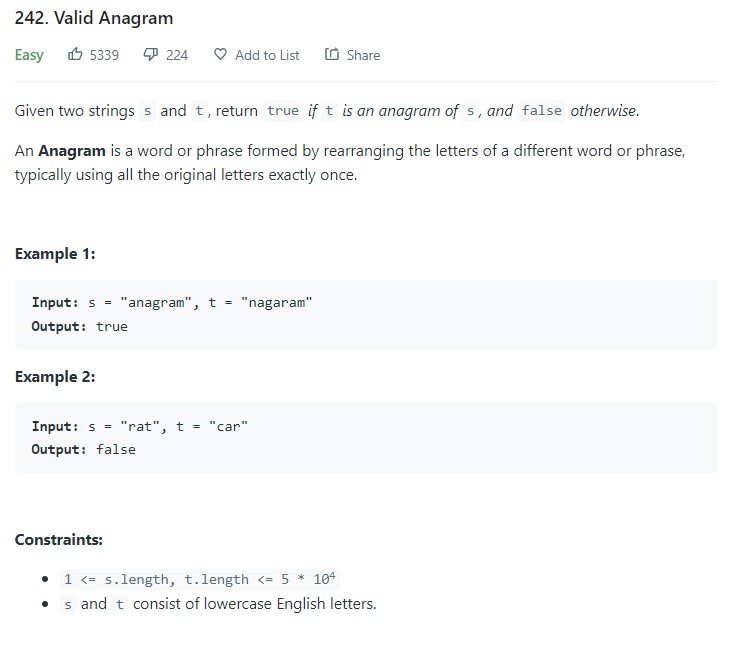 242. Valid Anagram
Easy 5339 224 Add to List Share
Given two strings s and t, return true if t is an anagram of s, and false otherwise.
An Anagram is a word or phrase formed by rearranging the letters of a different word or phrase,
typically using all the original letters exactly once.
Example 1:
Input: s = "anagram", t = "nagaram"
Output: true
Example 2:
Input: s = "rat", t = "car"
Output: false
Constraints:
• 1 <= s.length, t.length <= 5 * 10⁴
• s and t consist of lowercase English letters.